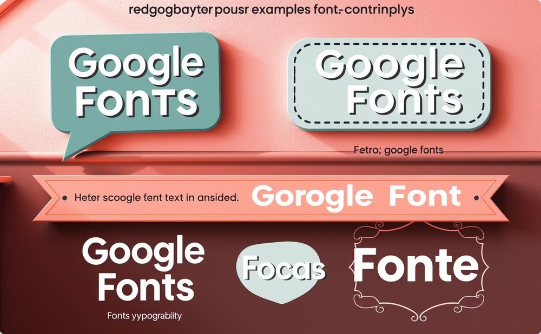 redgogbayter pousr examples font.-contrinplys
Google
Fonts
Google
Fonts
Fetro; google fonts
Heter scoogle fent text in ansided.
Gorogle Font
Google
Fonts
Focas
Fonte
Fonts yypograblity